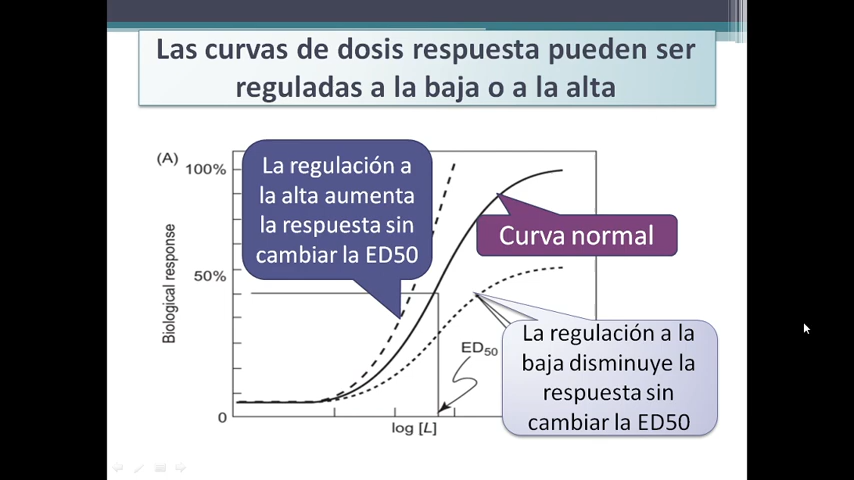 Las curvas de dosis respuesta pueden ser
reguladas a la baja o a la alta
(A)
100%
La regulación a
la alta aumenta
la respuesta sin
cambiar la ED50
Curva normal
50%
Biological response
La regulación a la
baja disminuye la
respuesta sin
cambiar la ED50
ED50
0
log [L]